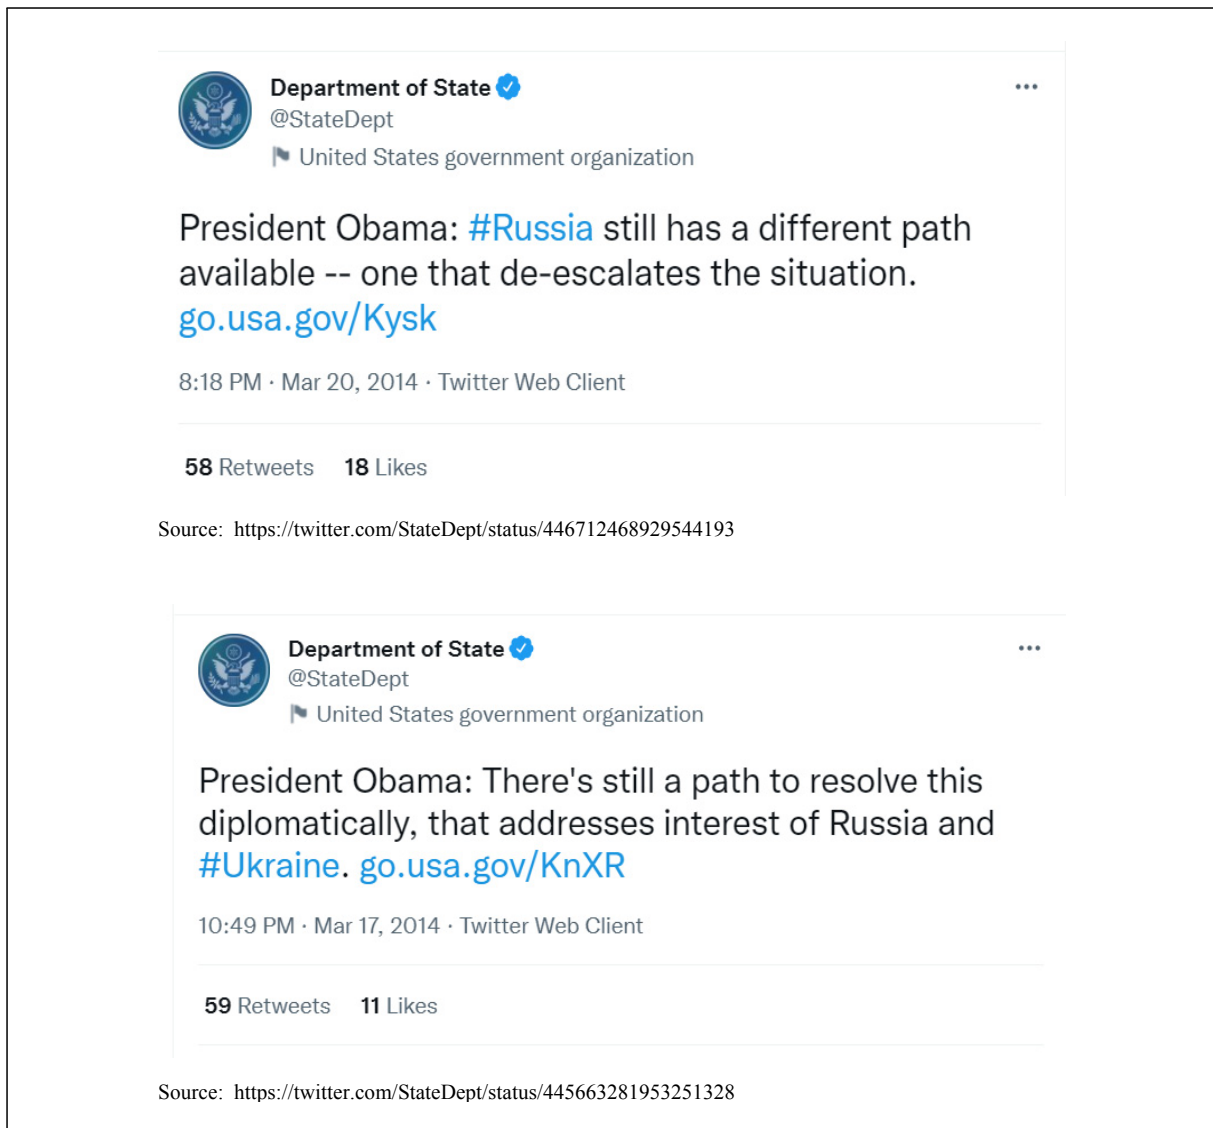 Department of State
@StateDept
United States government organization
President Obama: #Russia still has a different path
available -- one that de-escalates the situation.
go.usa.gov/Kysk
8:18 PM · Mar 20, 2014 · Twitter Web Client
58 Retweets 18 Likes
Source: https://twitter.com/StateDept/status/446712468929544193
Department of State
@StateDept
United States government organization
President Obama: There's still a path to resolve this
diplomatically, that addresses interest of Russia and
#Ukraine. go.usa.gov/KnXR
10:49 PM · Mar 17, 2014 · Twitter Web Client
59 Retweets 11 Likes
Source: https://twitter.com/StateDept/status/445663281953251328